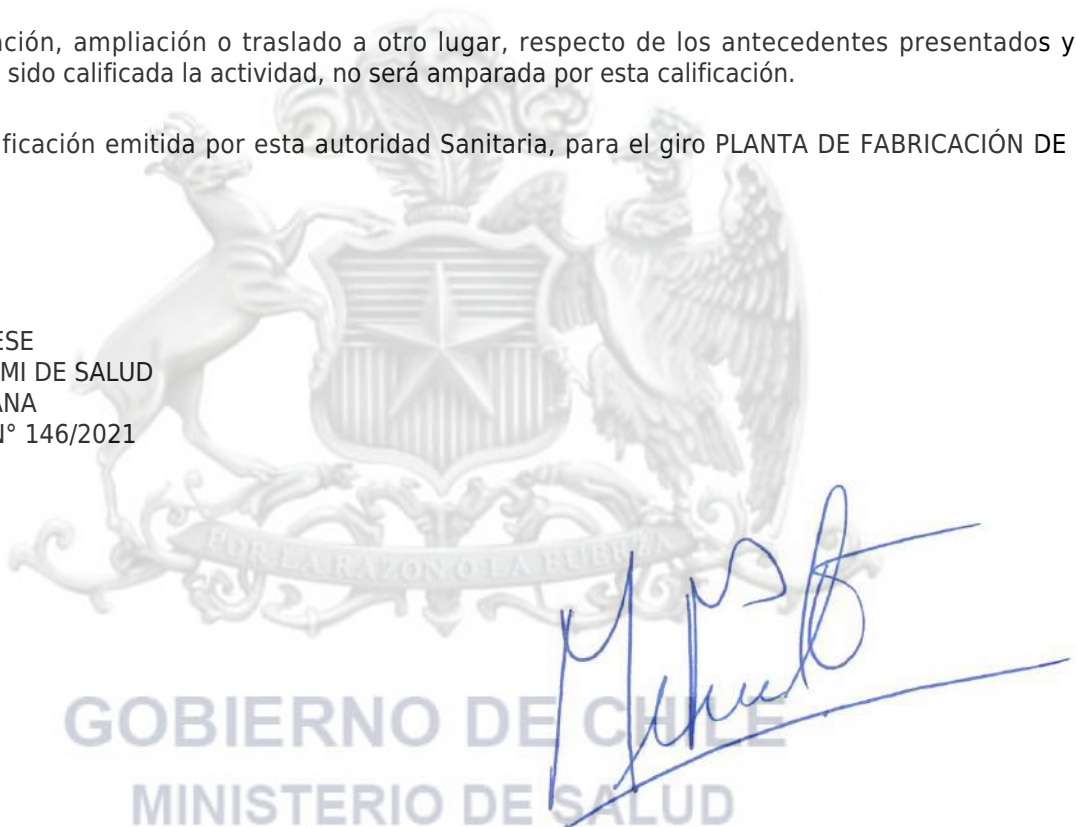 ación, ampliación o traslado a otro lugar, respecto de los antecedentes presentados y
sido calificada la actividad, no será amparada por esta calificación.
ificación emitida por esta autoridad Sanitaria, para el giro PLANTA DE FABRICACIÓN DE
ESE
MI DE SALUD
ANA
N° 146/2021
POR LA RAZON O LA FUERZA
GOBIERNO DE CHILE
MINISTERIO DE SALUD